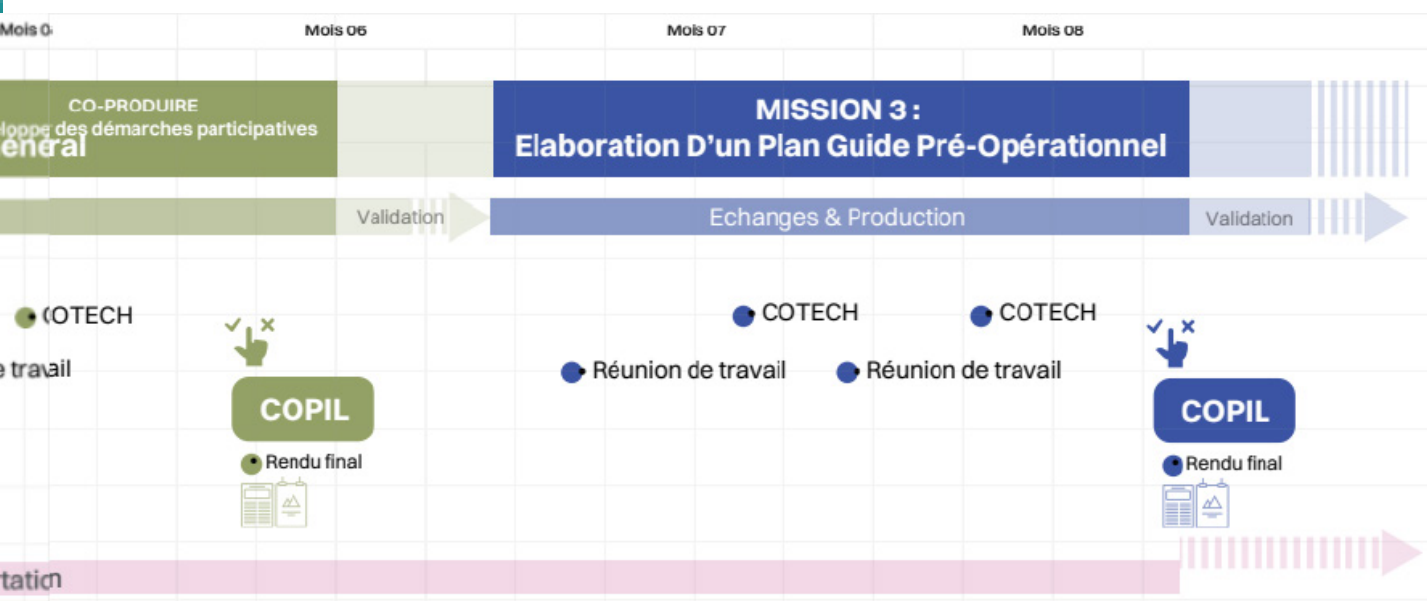 Mois 06
Mois 07
Mois 08
CO-PRODUIRE
des démarches participatives
MISSION 3 :
Elaboration D'un Plan Guide Pré-Opérationnel
Validation
Echanges & Production
Validation
COTECH
COTECH
COTECH
travail
Réunion de travail
Réunion de travail
COPIL
COPIL
Rendu final
Rendu final